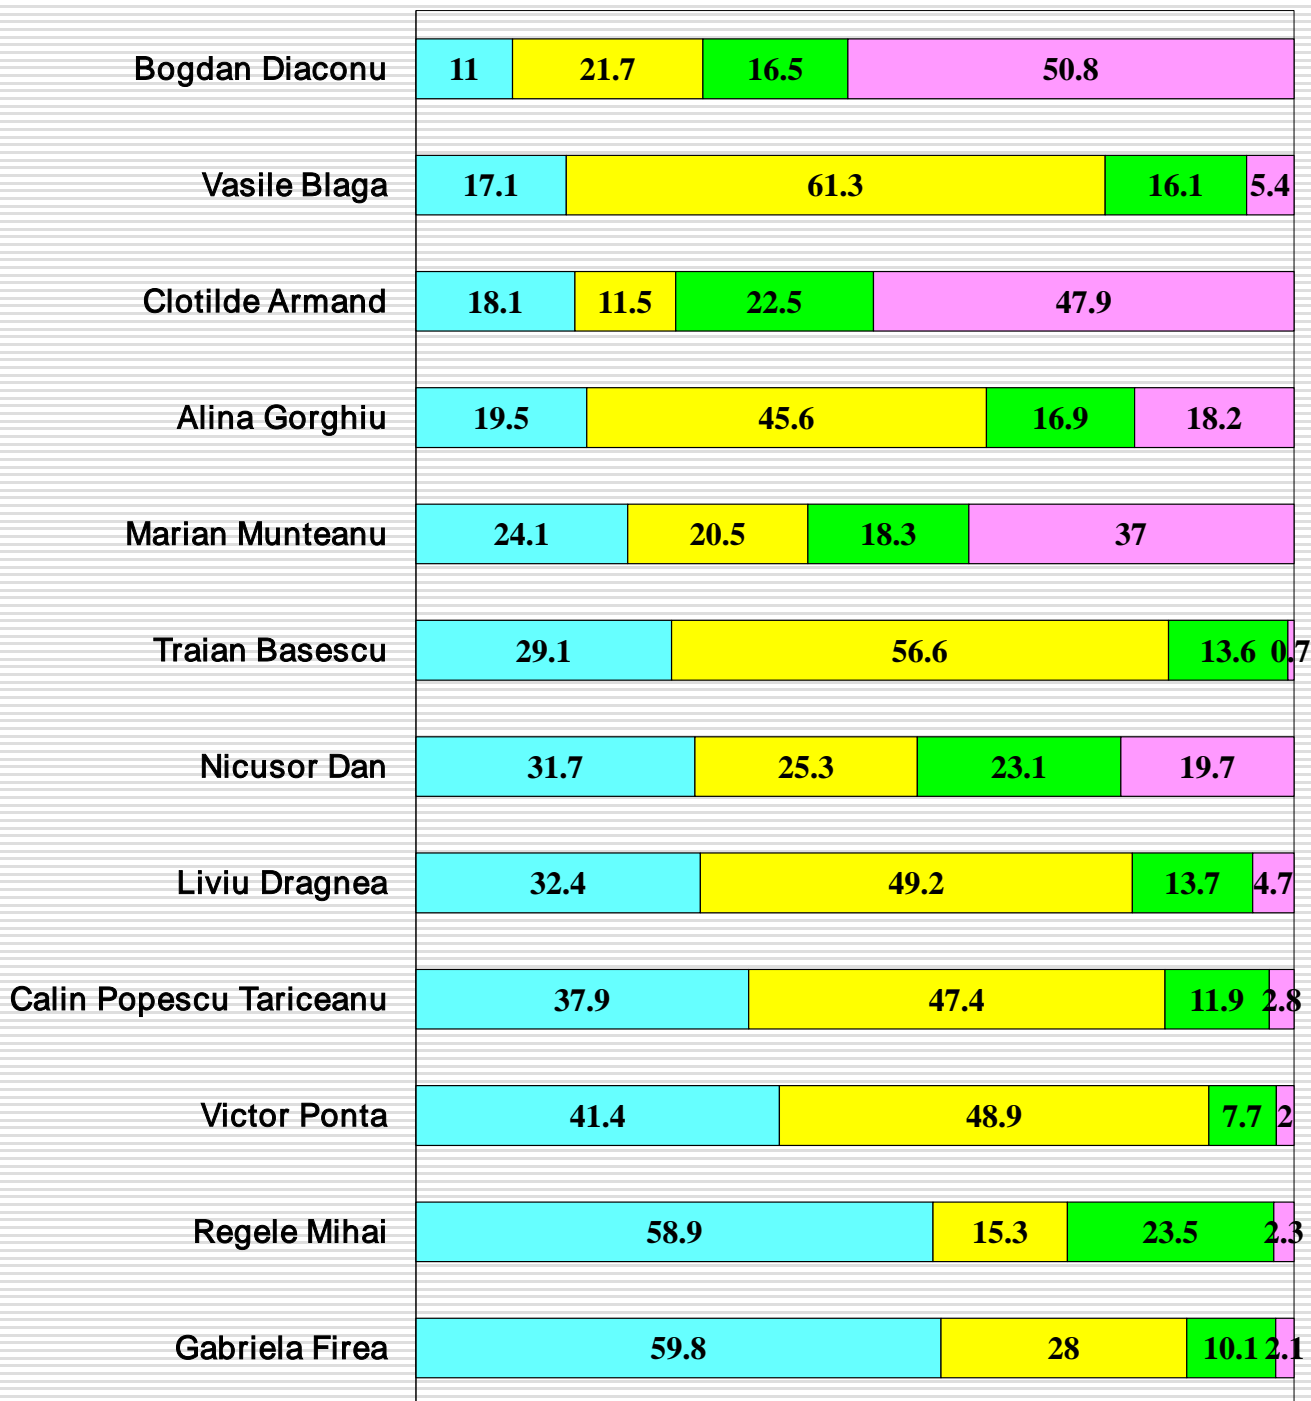 Bogdan Diaconu 11 21.7 16.5 50.8
Vasile Blaga 17.1 61.3 16.1 5.4
Clotilde Armand 18.1 11.5 22.5 47.9
Alina Gorghiu 19.5 45.6 16.9 18.2
Marian Munteanu 24.1 20.5 18.3 37
Traian Basescu 29.1 56.6 13.6 0.7
Nicusor Dan 31.7 25.3 23.1 19.7
Liviu Dragnea 32.4 49.2 13.7 4.7
Calin Popescu Tariceanu 37.9 47.4 11.9 2.8
Victor Ponta 41.4 48.9 7.7 2
Regele Mihai 58.9 15.3 23.5 2.3
Gabriela Firea 59.8 28 10.1 2.1